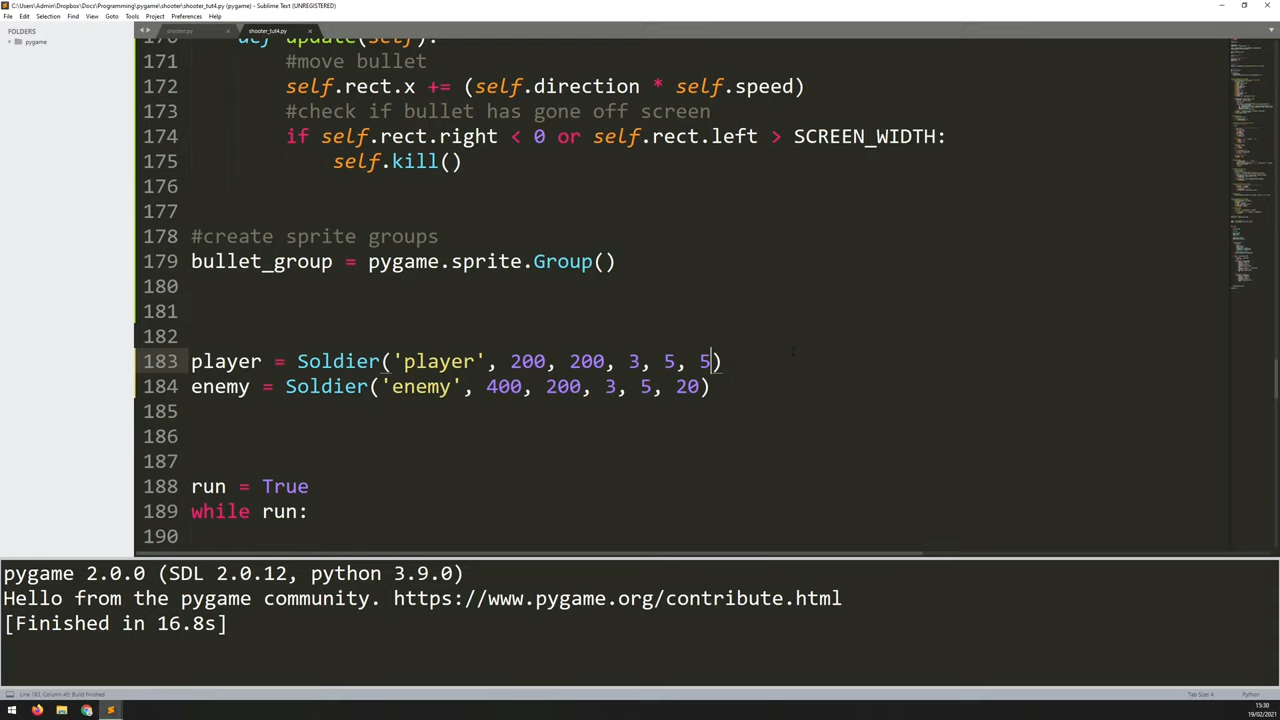 C:\Users\Admin\Dropbox\Docs\Programming\pygame\shooter\shooter_tut4.py (pygame) - Sublime Text (UNREGISTERED)
File Edit Selection Find View Goto Tools Project Preferences Help
FOLDERS
pygame
shooter.py
shooter_tut4.py
170 def update(self):
171 #move bullet
172 self.rect.x += (self.direction * self.speed)
173 #check if bullet has gone off screen
174 if self.rect.right < 0 or self.rect.left > SCREEN_WIDTH:
175 self.kill()
176
177
178 #create sprite groups
179 bullet_group = pygame.sprite.Group()
180
181
182
183 player = Soldier('player', 200, 200, 3, 5, 5)
184 enemy = Soldier('enemy', 400, 200, 3, 5, 20)
185
186
187
188 run = True
189 while run:
190
pygame 2.0.0 (SDL 2.0.12, python 3.9.0)
Hello from the pygame community. https://www.pygame.org/contribute.html
[Finished in 16.8s]
Line 183, Column 45; Build finished
Tab Size: 4
Python
15:30
19/02/2021